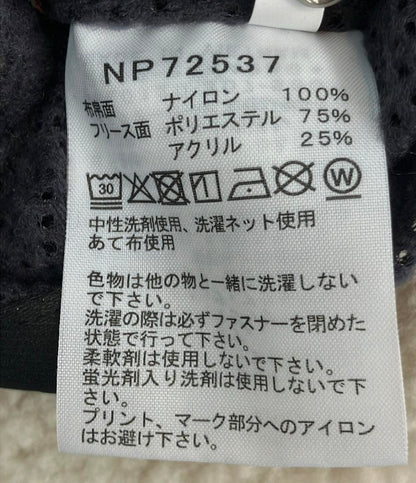 NP72537
布帛面 ナイロン 100%
フリース面 ポリエステル 75%
アクリル 25%
30 W
中性洗剤使用、洗濯ネット使用
あて布使用
色物は他の物と一緒に洗濯しない
で下さい。
洗濯の際は必ずファスナーを閉めた
状態で行って下さい。
柔軟剤は使用しないで下さい。
蛍光剤入り洗剤は使用しないで下
さい。
プリント、マーク部分へのアイロン
はお避け下さい。